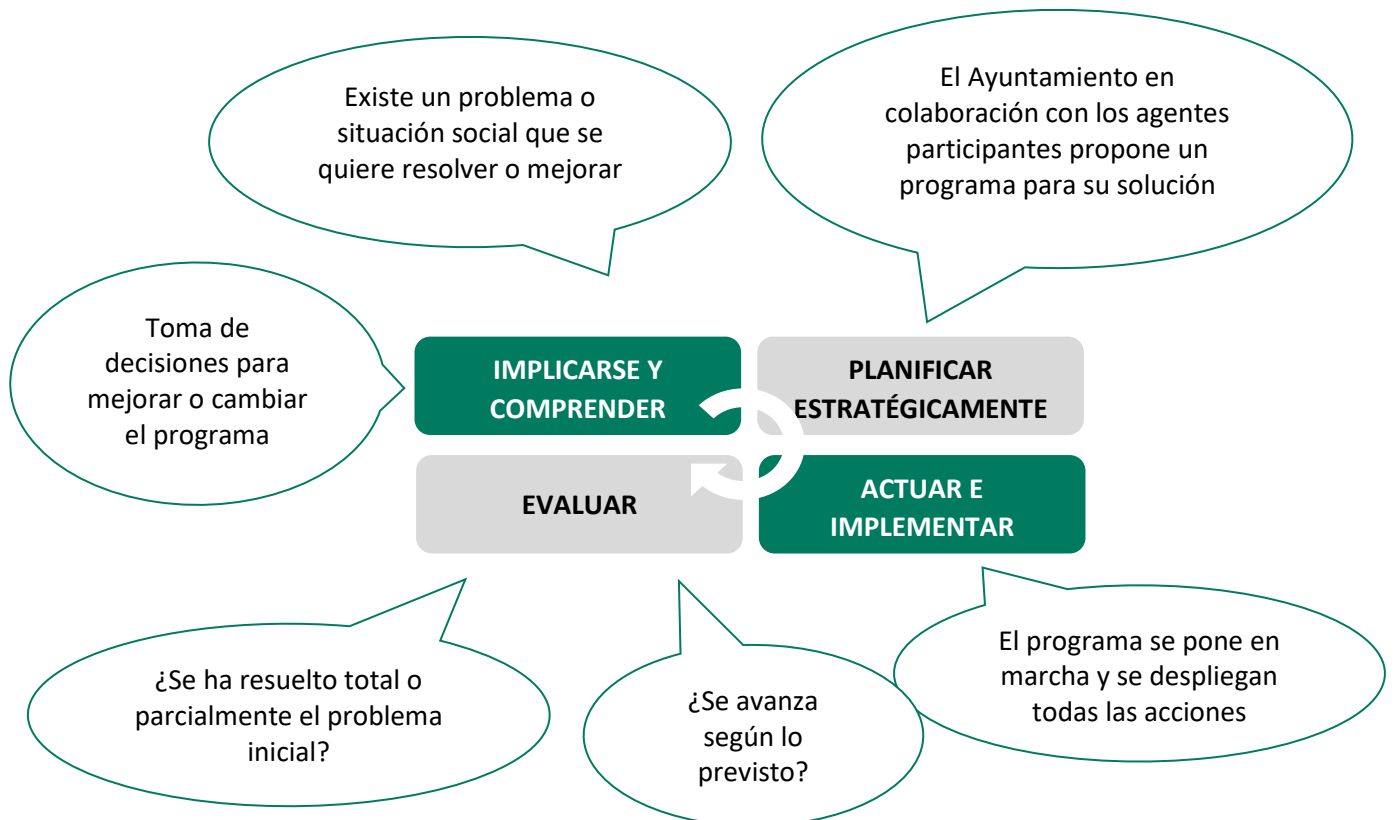 Existe un problema o
situación social que se
quiere resolver o mejorar
El Ayuntamiento en
colaboración con los agentes
participantes propone un
programa para su solución
Toma de
decisiones para
mejorar o cambiar
el programa
IMPLICARSE Y
COMPRENDER
PLANIFICAR
ESTRATÉGICAMENTE
EVALUAR
ACTUAR E
IMPLEMENTAR
¿Se ha resuelto total o
parcialmente el problema
inicial?
¿Se avanza
según lo
previsto?
El programa se pone en
marcha y se despliegan
todas las acciones